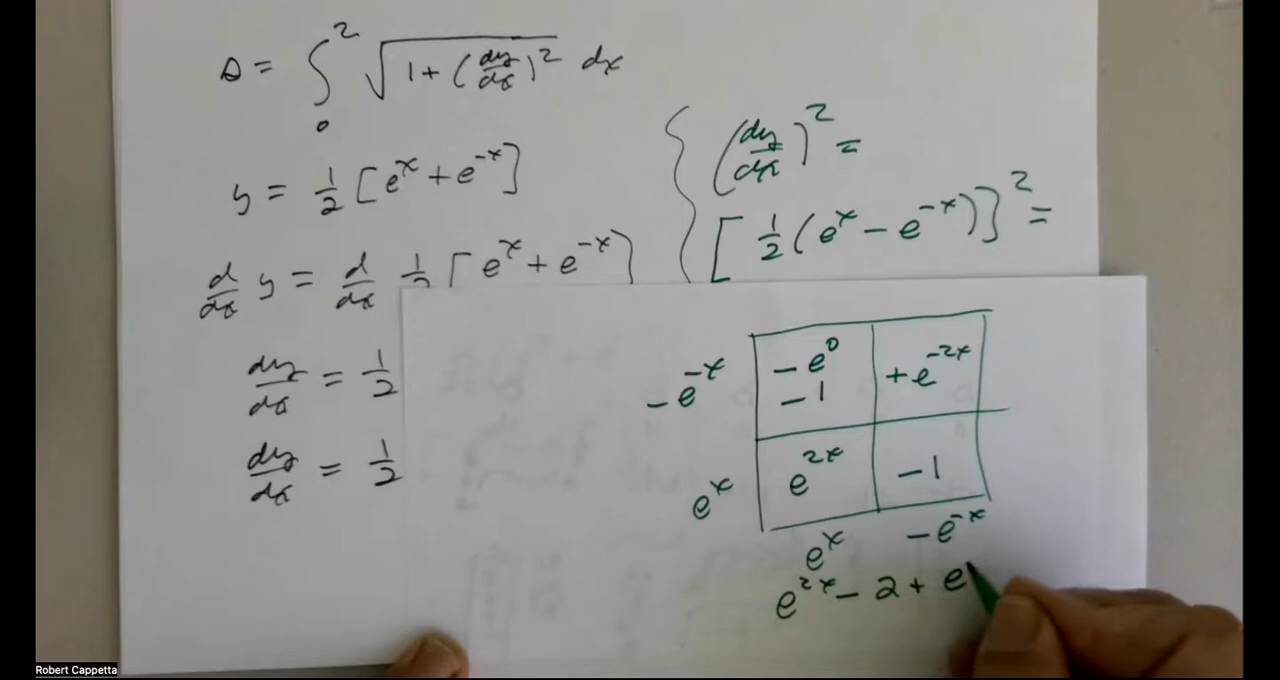 s = ∫₀² √(1 + (dy/dx)²) dx
y = 1/2 [eˣ + e⁻ˣ]
d/dx y = d/dx 1/2 [eˣ + e⁻ˣ]
dy/dx = 1/2
dy/dx = 1/2
(dy/dx)² =
[1/2 (eˣ − e⁻ˣ)]² =
−e⁻ˣ −e⁰ +e⁻²ˣ
−1
eˣ e²ˣ −1
eˣ −e⁻ˣ
e²ˣ − 2 + e
Robert Cappetta